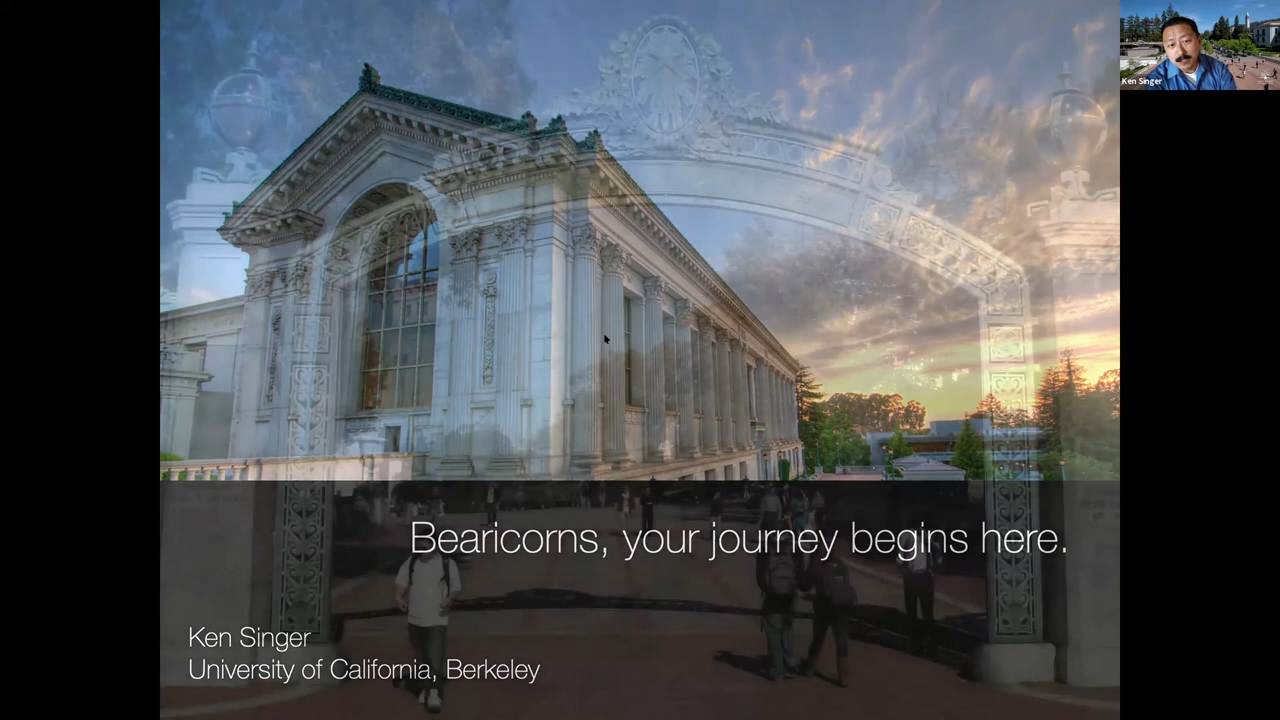 Ken Singer
Bearicorns, your journey begins here.
Ken Singer
University of California, Berkeley